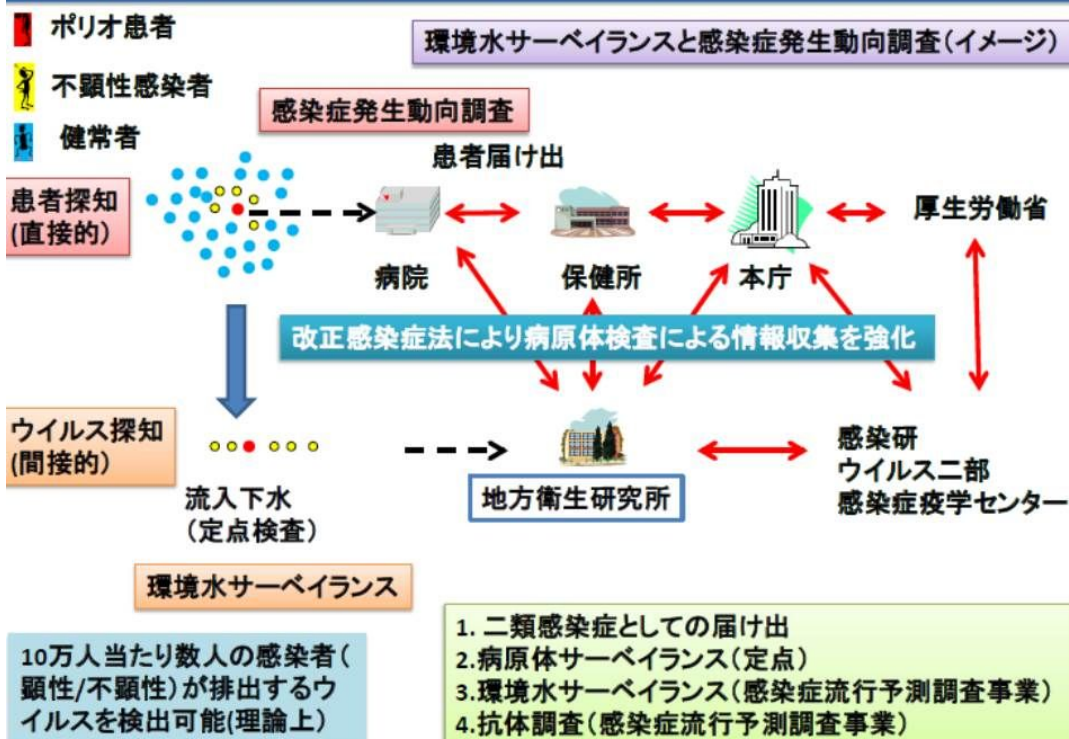 ポリオ患者
環境水サーベイランスと感染症発生動向調査(イメージ)
不顕性感染者
健常者
感染症発生動向調査
患者届け出
患者探知
(直接的)
厚生労働省
病院
保健所
本庁
改正感染症法により病原体検査による情報収集を強化
ウイルス探知
(間接的)
流入下水
(定点検査)
地方衛生研究所
感染研
ウイルス二部
感染症疫学センター
環境水サーベイランス
10万人当たり数人の感染者(
顕性/不顕性)が排出するウ
イルスを検出可能(理論上)
1. 二類感染症としての届け出
2.病原体サーベイランス(定点)
3.環境水サーベイランス(感染症流行予測調査事業)
4.抗体調査(感染症流行予測調査事業)